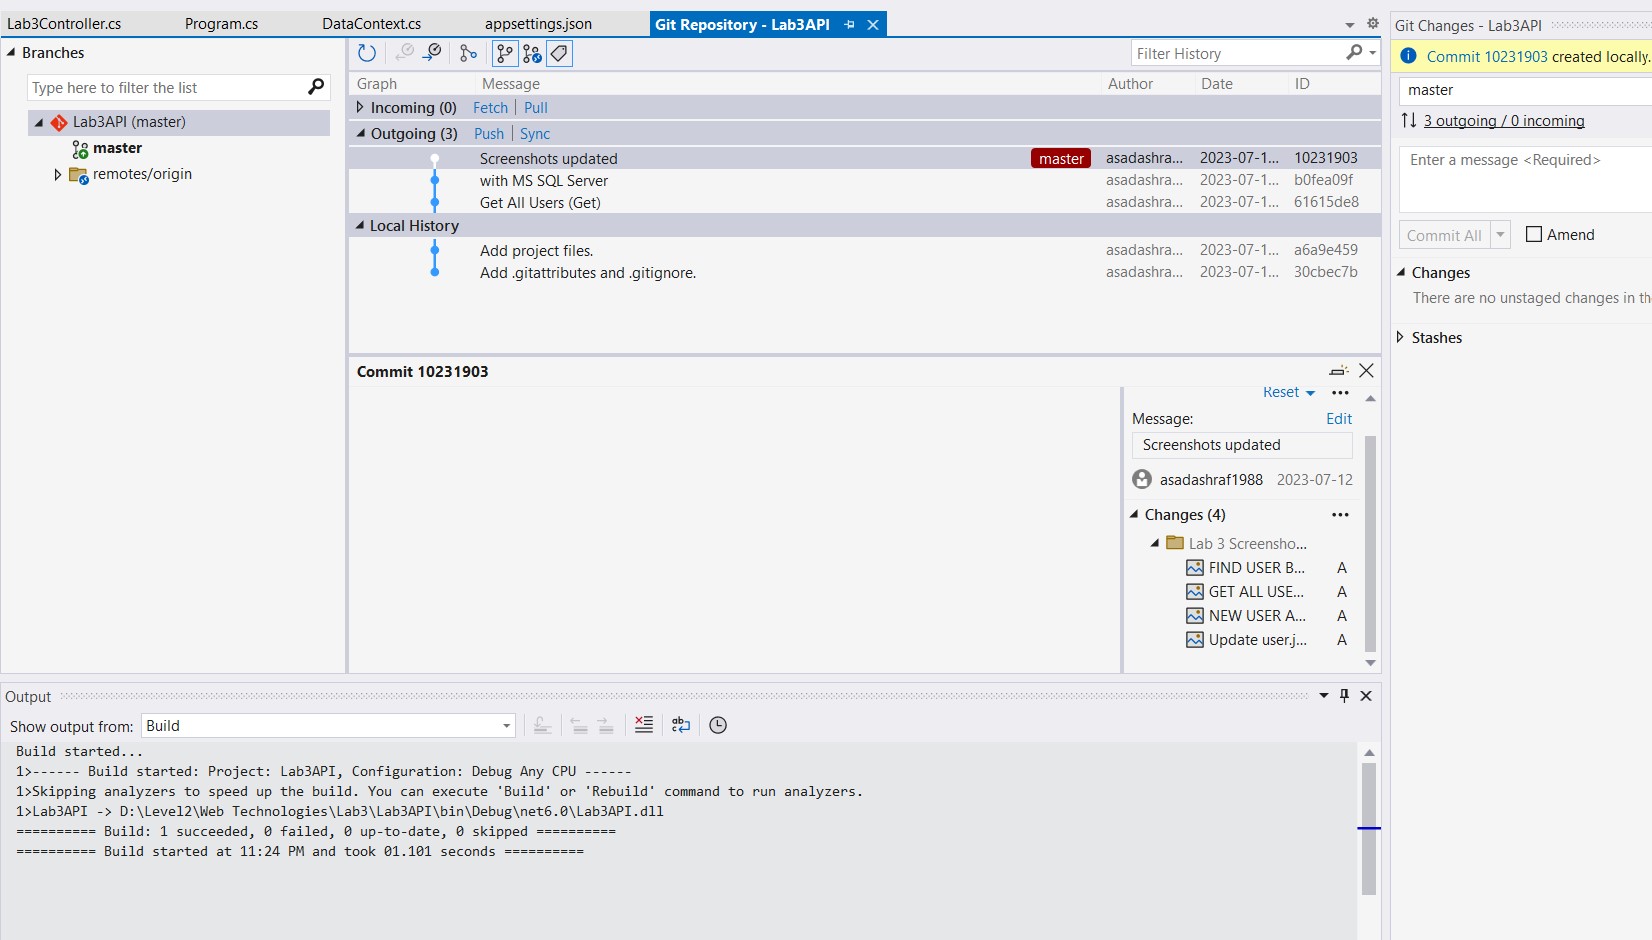 Lab3Controller.cs Program.cs DataContext.cs appsettings.json Git Repository - Lab3API
Branches
Type here to filter the list
Lab3API (master)
master
remotes/origin
Filter History
Graph Message Author Date ID
Incoming (0) Fetch Pull
Outgoing (3) Push Sync
Screenshots updated master asadashra... 2023-07-1... 10231903
with MS SQL Server asadashra... 2023-07-1... b0fea09f
Get All Users (Get) asadashra... 2023-07-1... 61615de8
Local History
Add project files. asadashra... 2023-07-1... a6a9e459
Add .gitattributes and .gitignore. asadashra... 2023-07-1... 30cbec7b
Commit 10231903
Reset
Message: Edit
Screenshots updated
asadashraf1988 2023-07-12
Changes (4)
Lab 3 Screensho...
FIND USER B... A
GET ALL USE... A
NEW USER A... A
Update user.j... A
Git Changes - Lab3API
Commit 10231903 created locally.
master
3 outgoing / 0 incoming
Enter a message <Required>
Commit All Amend
Changes
There are no unstaged changes in the
Stashes
Output
Show output from: Build
Build started...
1>------ Build started: Project: Lab3API, Configuration: Debug Any CPU ------
1>Skipping analyzers to speed up the build. You can execute 'Build' or 'Rebuild' command to run analyzers.
1>Lab3API -> D:\Level2\Web Technologies\Lab3\Lab3API\bin\Debug\net6.0\Lab3API.dll
========== Build: 1 succeeded, 0 failed, 0 up-to-date, 0 skipped ==========
========== Build started at 11:24 PM and took 01.101 seconds ==========